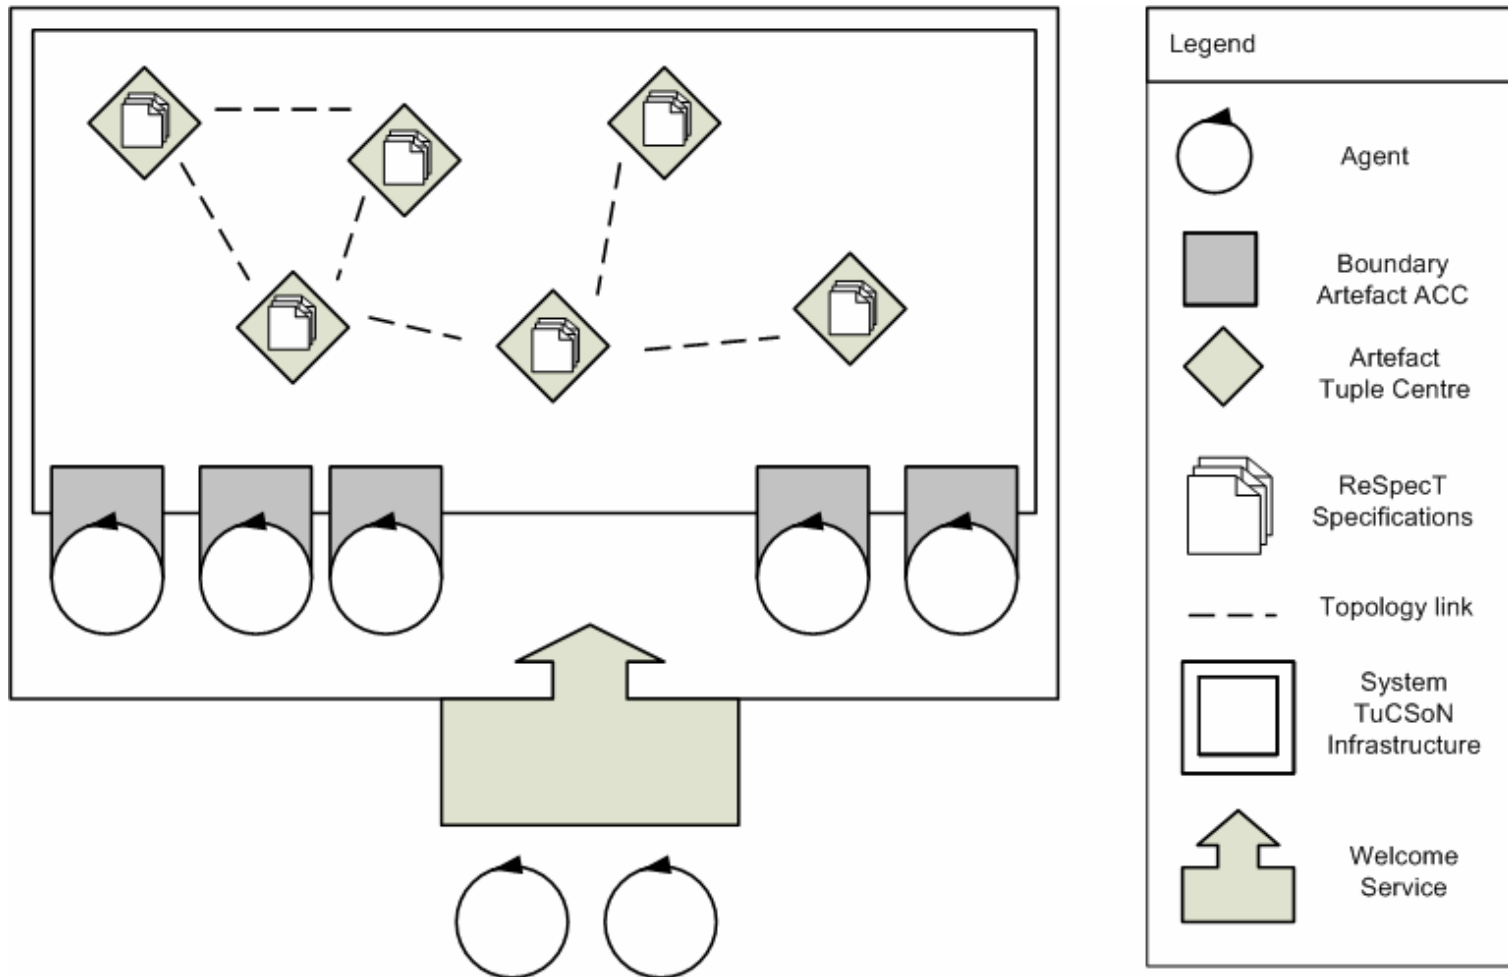 Legend
Agent
Boundary
Artefact ACC
Artefact
Tuple Centre
ReSpecT
Specifications
Topology link
System
TuCSoN
Infrastructure
Welcome
Service